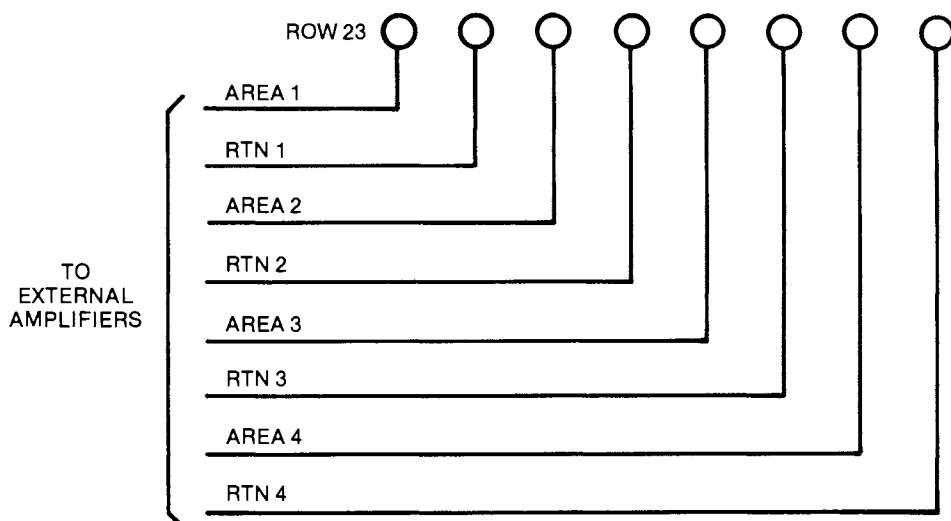 ROW 23
AREA 1
RTN 1
AREA 2
RTN 2
TO
EXTERNAL
AMPLIFIERS
AREA 3
RTN 3
AREA 4
RTN 4